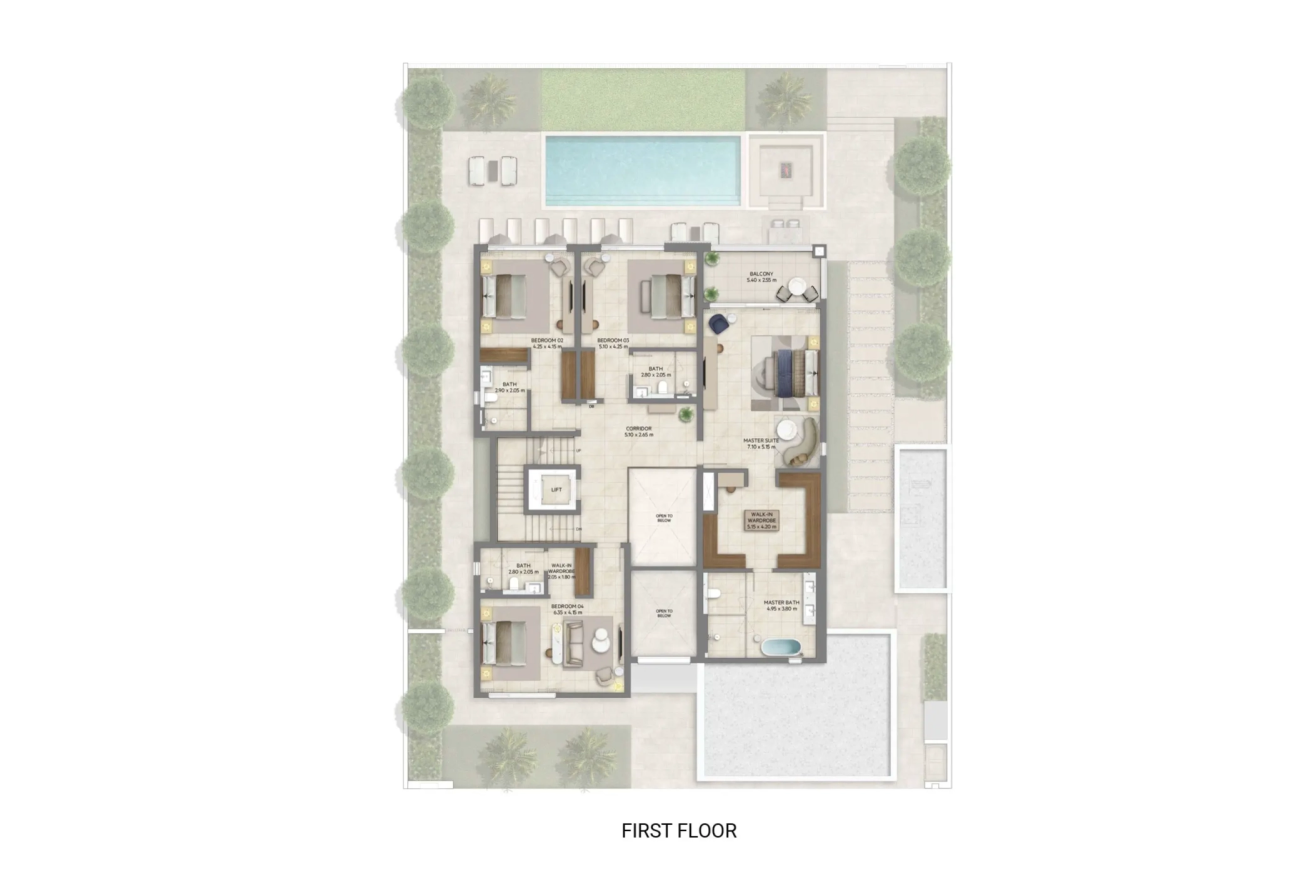 BALCONY
5.40 x 2.55 m
BEDROOM 02
4.25 x 4.15 m
BEDROOM 03
5.10 x 4.25 m
BATH
2.90 x 2.05 m
BATH
2.80 x 2.05 m
CORRIDOR
5.10 x 2.65 m
MASTER SUITE
7.10 x 5.15 m
LIFT
OPEN TO
BELOW
WALK-IN
WARDROBE
5.15 x 4.20 m
BATH
2.80 x 2.05 m
WALK-IN
WARDROBE
2.05 x 1.80 m
BEDROOM 04
6.35 x 4.15 m
OPEN TO
BELOW
MASTER BATH
4.95 x 3.80 m
FIRST FLOOR